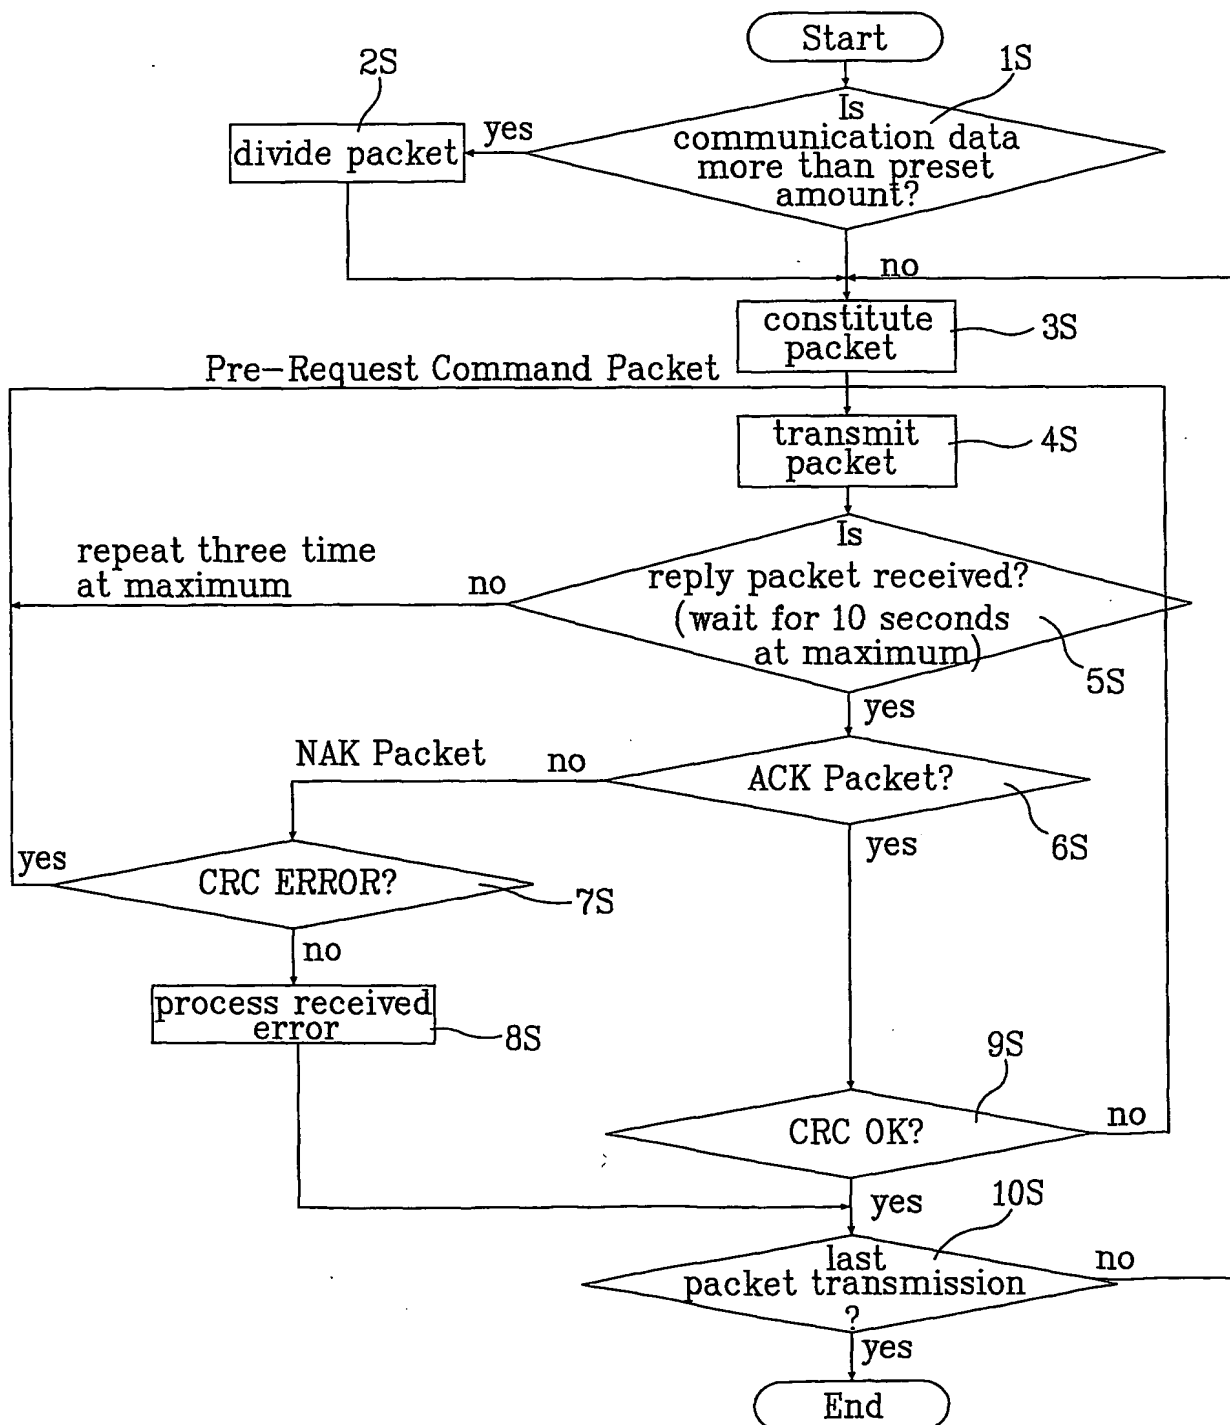 Start
1S
2S
Is
communication data
more than preset
amount?
yes
divide packet
no
constitute
packet
3S
Pre-Request Command Packet
transmit
packet
4S
repeat three time
at maximum
no
Is
reply packet received?
(wait for 10 seconds
at maximum)
5S
yes
NAK Packet
no
ACK Packet?
6S
yes
yes
CRC ERROR?
7S
no
process received
error
8S
9S
CRC OK?
no
yes
10S
last
packet transmission
?
no
yes
End